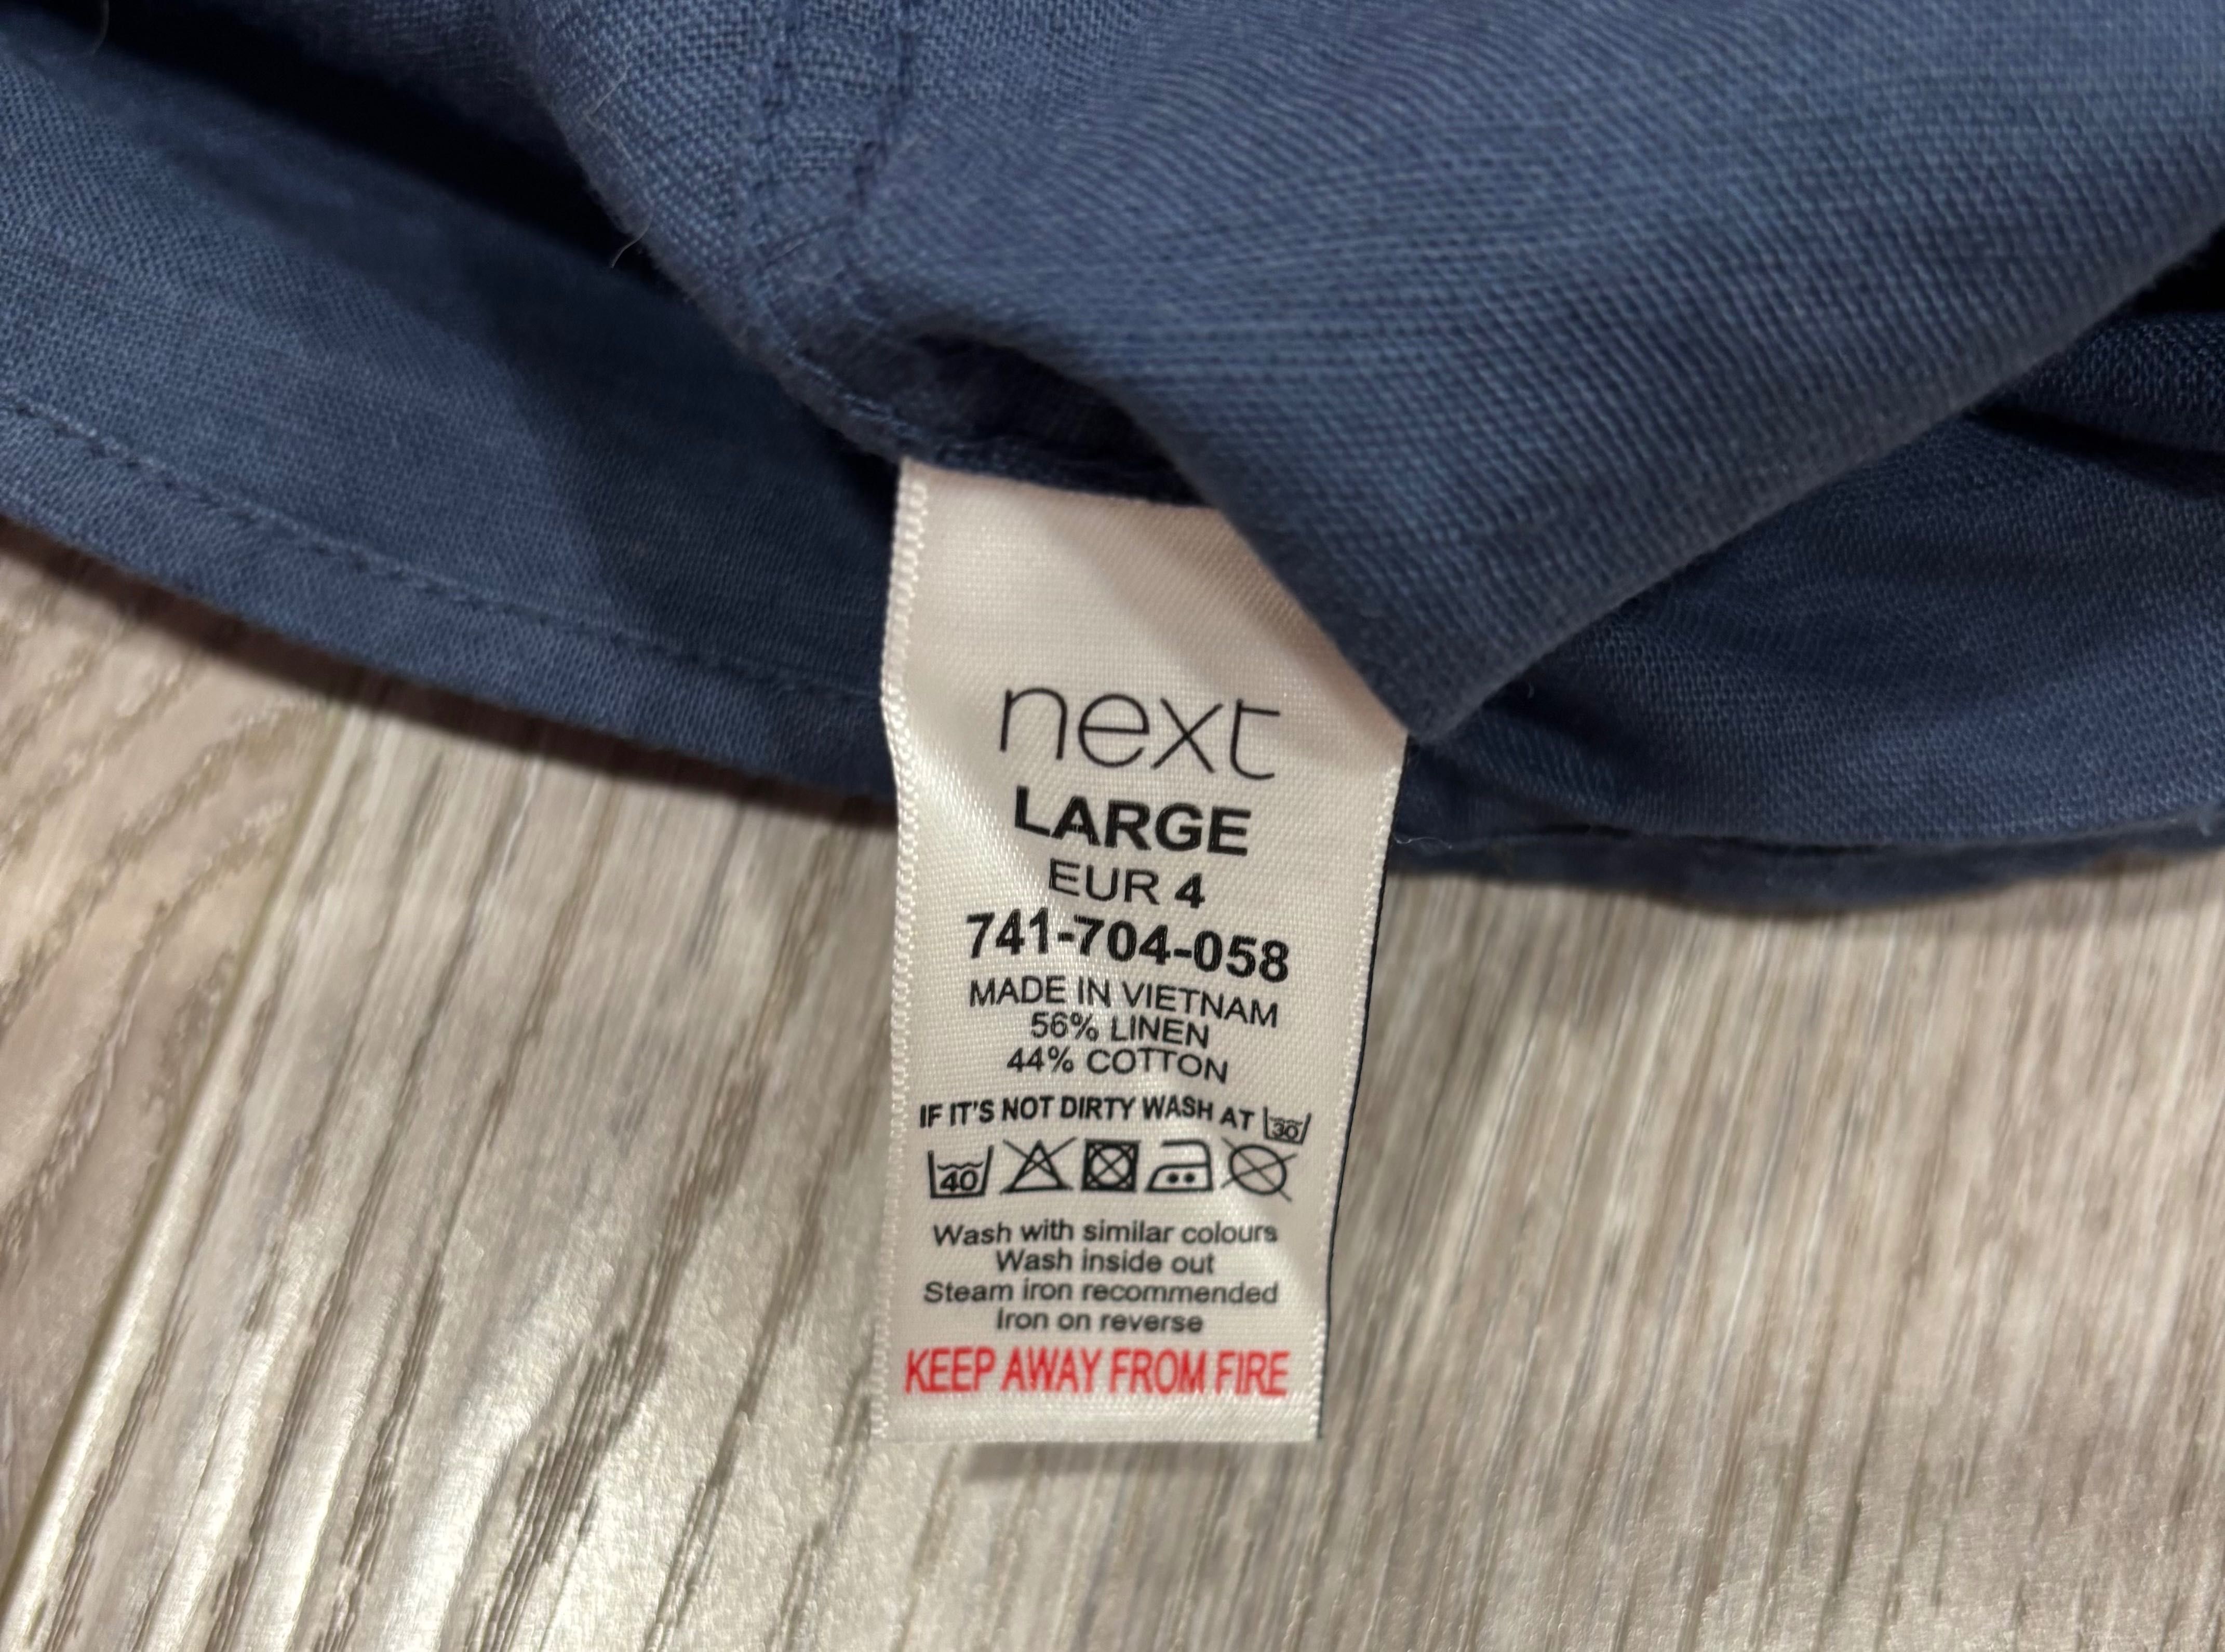 next
LARGE
EUR 4
741-704-058
MADE IN VIETNAM
56% LINEN
44% COTTON
IF IT'S NOT DIRTY WASH AT 30
40
Wash with similar colours
Wash inside out
Steam iron recommended
Iron on reverse
KEEP AWAY FROM FIRE